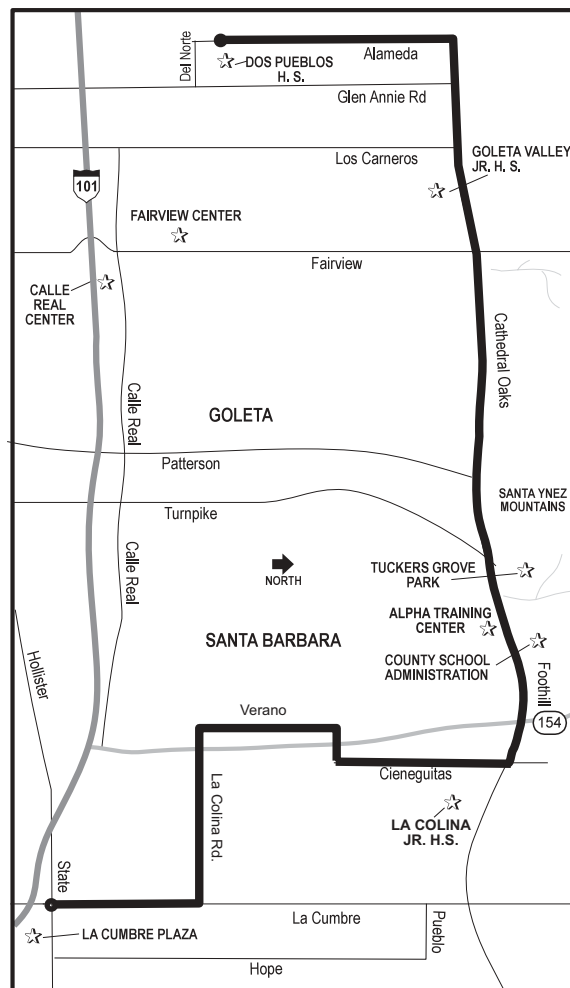 Del Norte
Alameda
DOS PUEBLOS
H. S.
Glen Annie Rd
Los Carneros
GOLETA VALLEY
JR. H. S.
101
FAIRVIEW CENTER
Fairview
CALLE
REAL
CENTER
Cathedral Oaks
Calle Real
GOLETA
Patterson
SANTA YNEZ
MOUNTAINS
Turnpike
Calle Real
NORTH
TUCKERS GROVE
PARK
ALPHA TRAINING
CENTER
SANTA BARBARA
COUNTY SCHOOL
ADMINISTRATION
Foothill
Hollister
Verano
154
Cieneguitas
La Colina Rd.
LA COLINA
JR. H.S.
State
La Cumbre
Pueblo
LA CUMBRE PLAZA
Hope